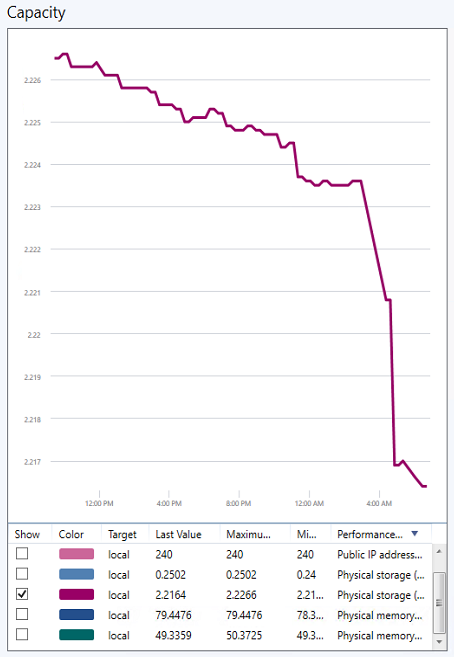 Capacity
2.226
2.225
2.224
2.223
2.222
2.221
2.22
2.219
2.218
2.217
12:00 PM 4:00 PM 8:00 PM 12:00 AM 4:00 AM
Show Color Target Last Value Maximu... Mi... Performance...
local 240 240 240 Public IP address...
local 0.2502 0.2502 0.24 Physical storage (...
local 2.2164 2.2266 2.21... Physical storage (...
local 79.4476 79.4476 78.3... Physical memory...
local 49.3359 50.3725 49.3... Physical memory...